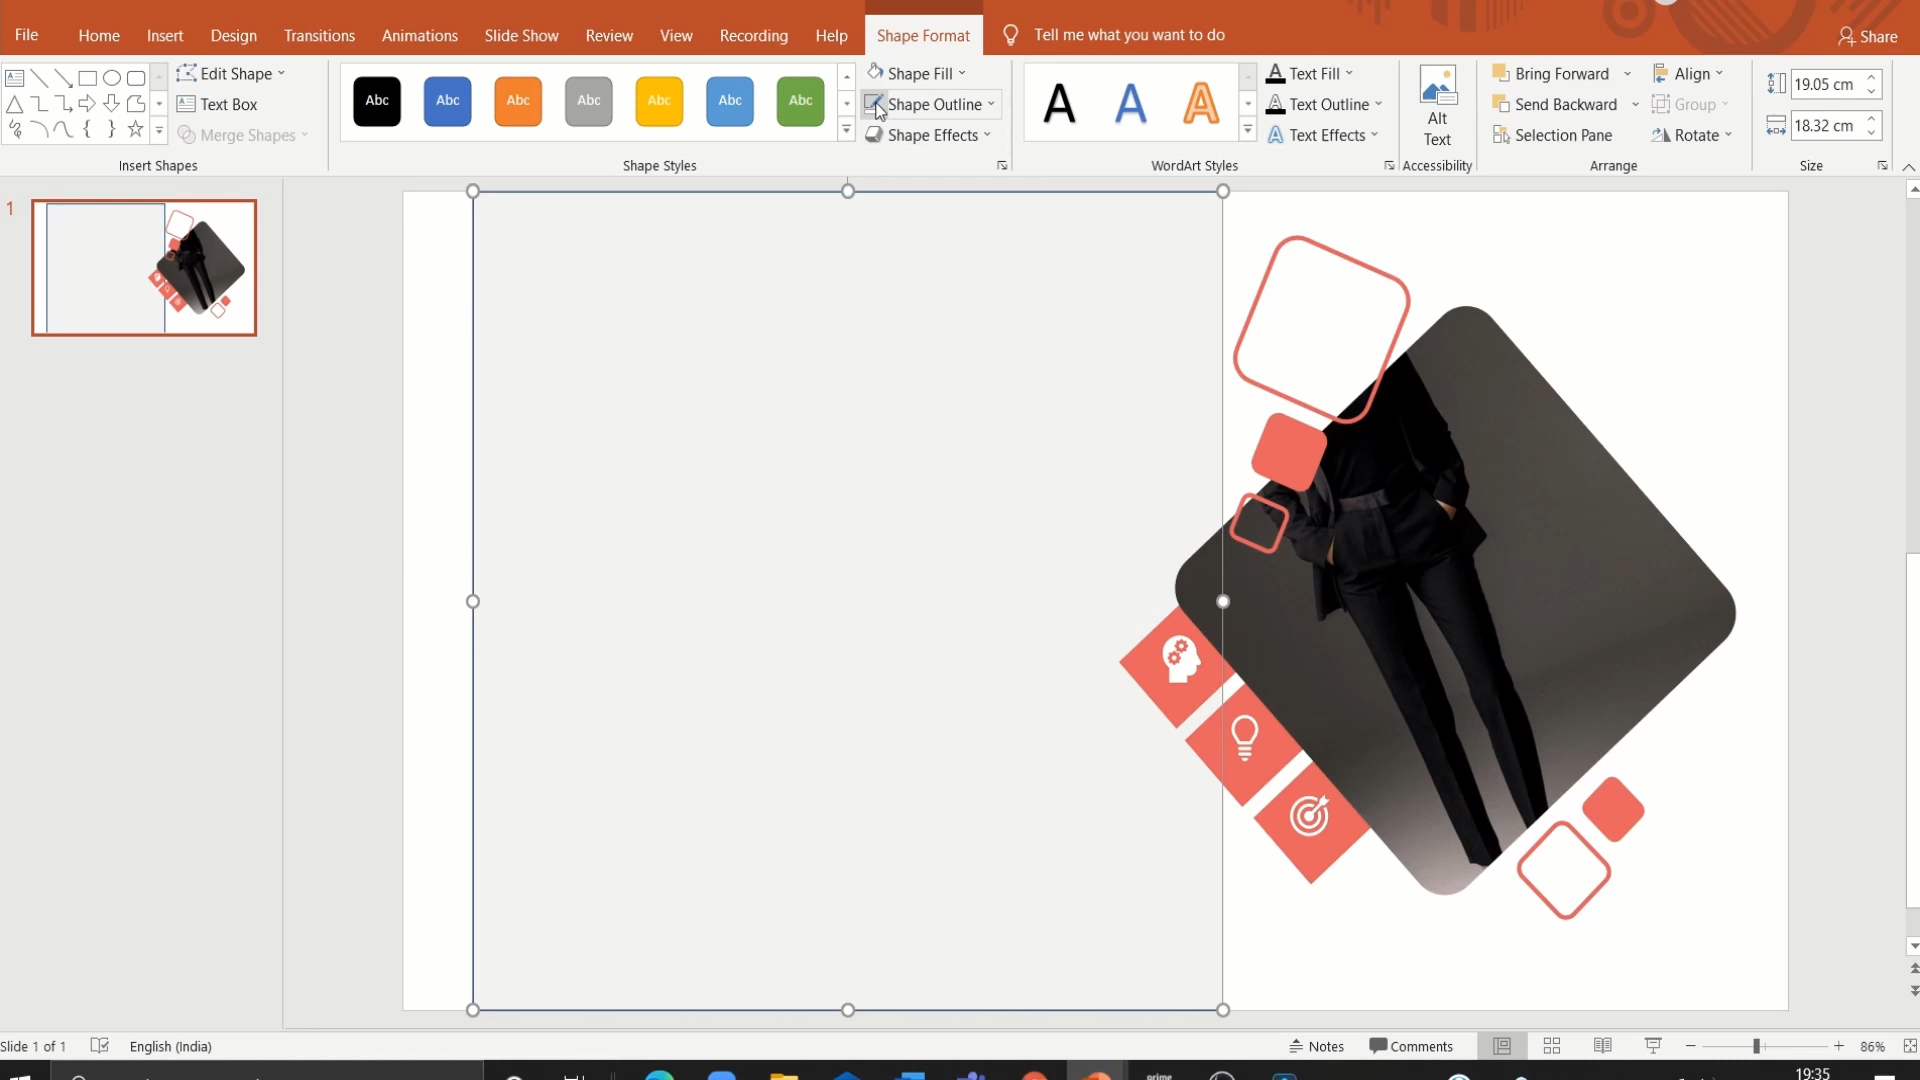 File Home Insert Design Transitions Animations Slide Show Review View Recording Help Shape Format Tell me what you want to do Share
Edit Shape
Text Box
Merge Shapes
Insert Shapes
Abc Abc Abc Abc Abc Abc Abc
Shape Styles
Shape Fill
Shape Outline
Shape Effects
A A A
WordArt Styles
Text Fill
Text Outline
Text Effects
Alt
Text
Accessibility
Bring Forward
Send Backward
Selection Pane
Align
Group
Rotate
Arrange
19.05 cm
18.32 cm
Size
1
Slide 1 of 1 English (India) Notes Comments 86%
prime
19:35